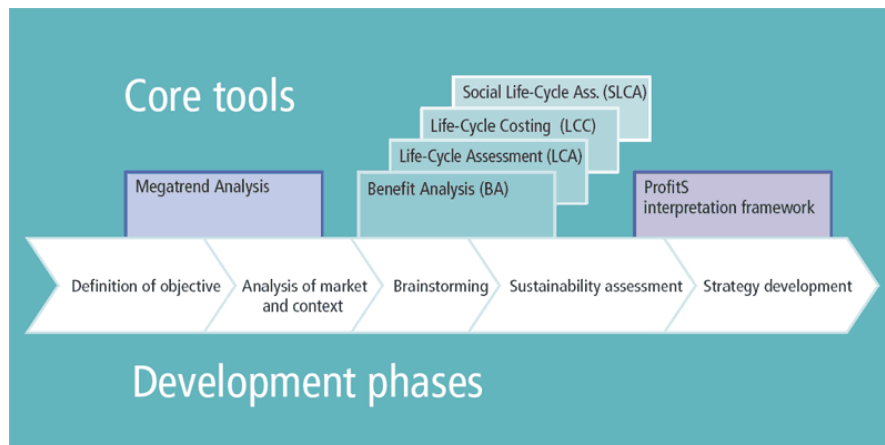 Core tools
Social Life-Cycle Ass. (SLCA)
Life-Cycle Costing (LCC)
Life-Cycle Assessment (LCA)
Megatrend Analysis
Benefit Analysis (BA)
ProfitS
interpretation framework
Definition of objective
Analysis of market
and context
Brainstorming
Sustainability assessment
Strategy development
Development phases